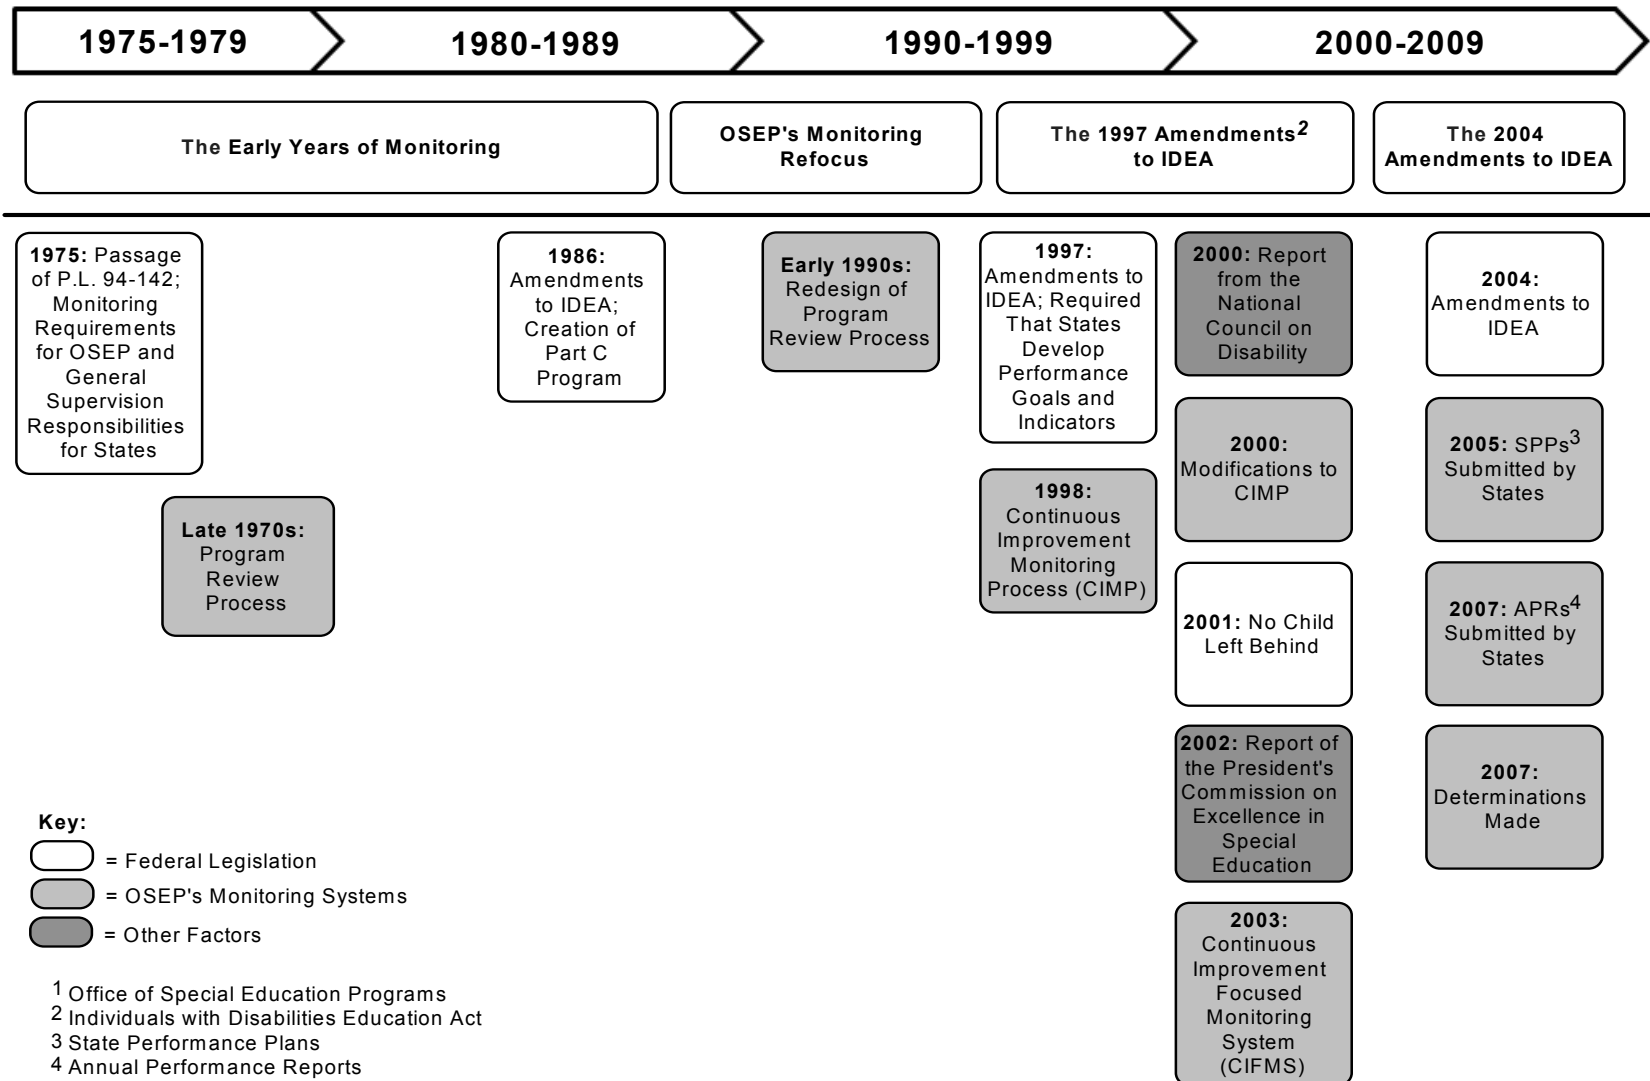 1975-1979
1980-1989
1990-1999
2000-2009
The Early Years of Monitoring
OSEP's Monitoring
Refocus
The 1997 Amendments2
to IDEA
The 2004
Amendments to IDEA
1975: Passage
of P.L. 94-142;
Monitoring
Requirements
for OSEP and
General
Supervision
Responsibilities
for States
Late 1970s:
Program
Review
Process
1986:
Amendments
to IDEA;
Creation of
Part C
Program
Early 1990s:
Redesign of
Program
Review Process
1997:
Amendments to
IDEA; Required
That States
Develop
Performance
Goals and
Indicators
1998:
Continuous
Improvement
Monitoring
Process (CIMP)
2000: Report
from the
National
Council on
Disability
2000:
Modifications to
CIMP
2001: No Child
Left Behind
2002: Report of
the President's
Commission on
Excellence in
Special
Education
2003:
Continuous
Improvement
Focused
Monitoring
System
(CIFMS)
2004:
Amendments to
IDEA
2005: SPPs3
Submitted by
States
2007: APRs4
Submitted by
States
2007:
Determinations
Made
Key:
= Federal Legislation
= OSEP's Monitoring Systems
= Other Factors
1 Office of Special Education Programs
2 Individuals with Disabilities Education Act
3 State Performance Plans
4 Annual Performance Reports